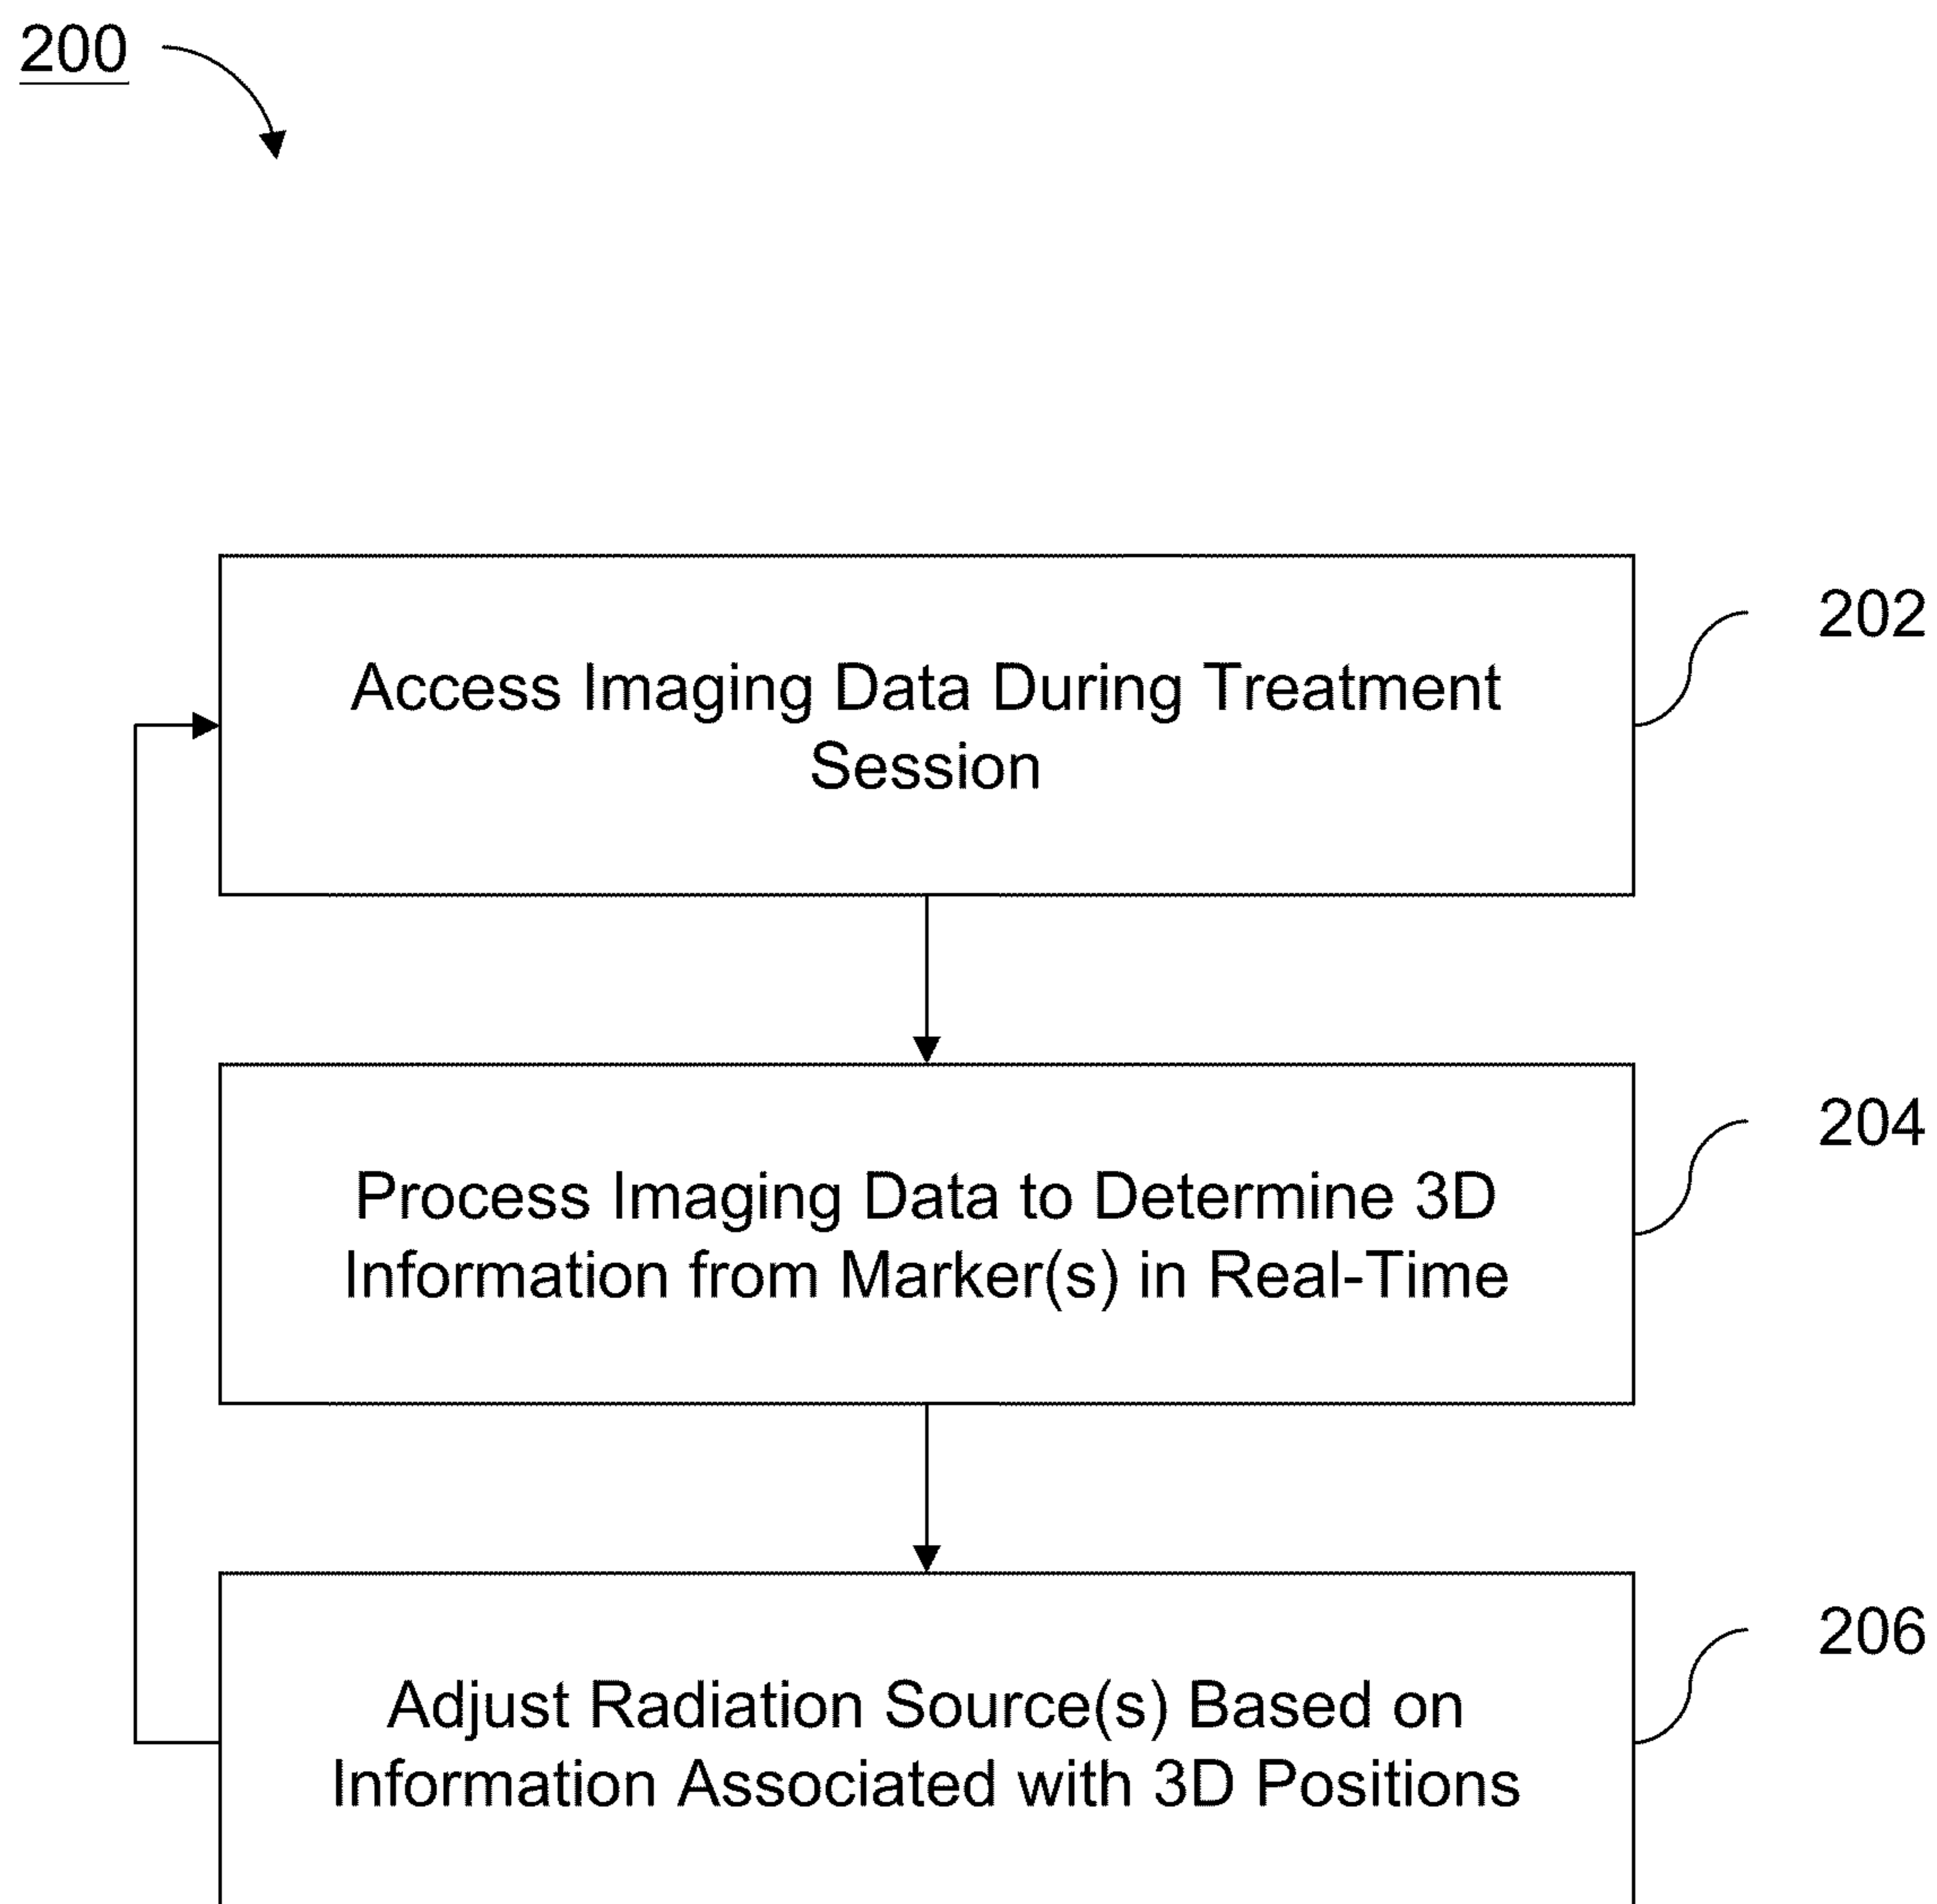 200
Access Imaging Data During Treatment
Session
202
Process Imaging Data to Determine 3D
Information from Marker(s) in Real-Time
204
Adjust Radiation Source(s) Based on
Information Associated with 3D Positions
206